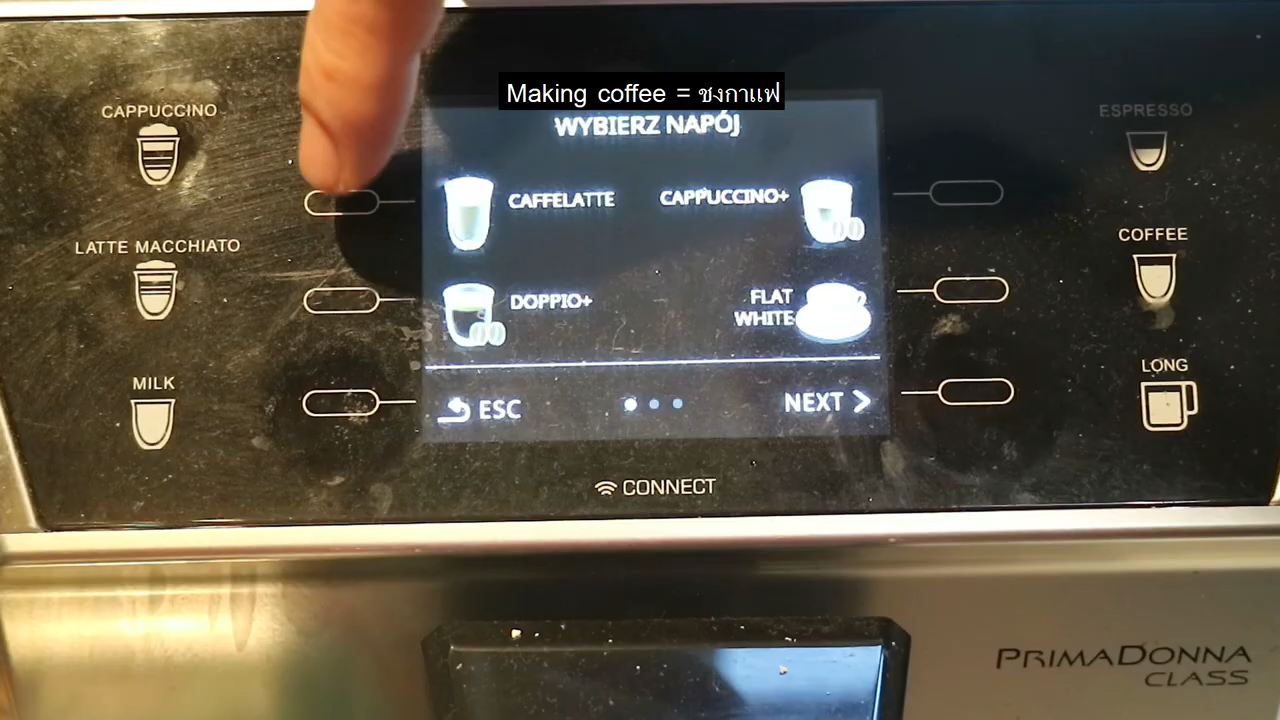 Making coffee = ชงกาแฟ
WYBIERZ NAPÓJ
CAPPUCCINO
LATTE MACCHIATO
MILK
CAFFELATTE
CAPPUCCINO+
DOPPIO+
FLAT
WHITE
ESC
NEXT
ESPRESSO
COFFEE
LONG
CONNECT
PRIMADONNA
CLASS